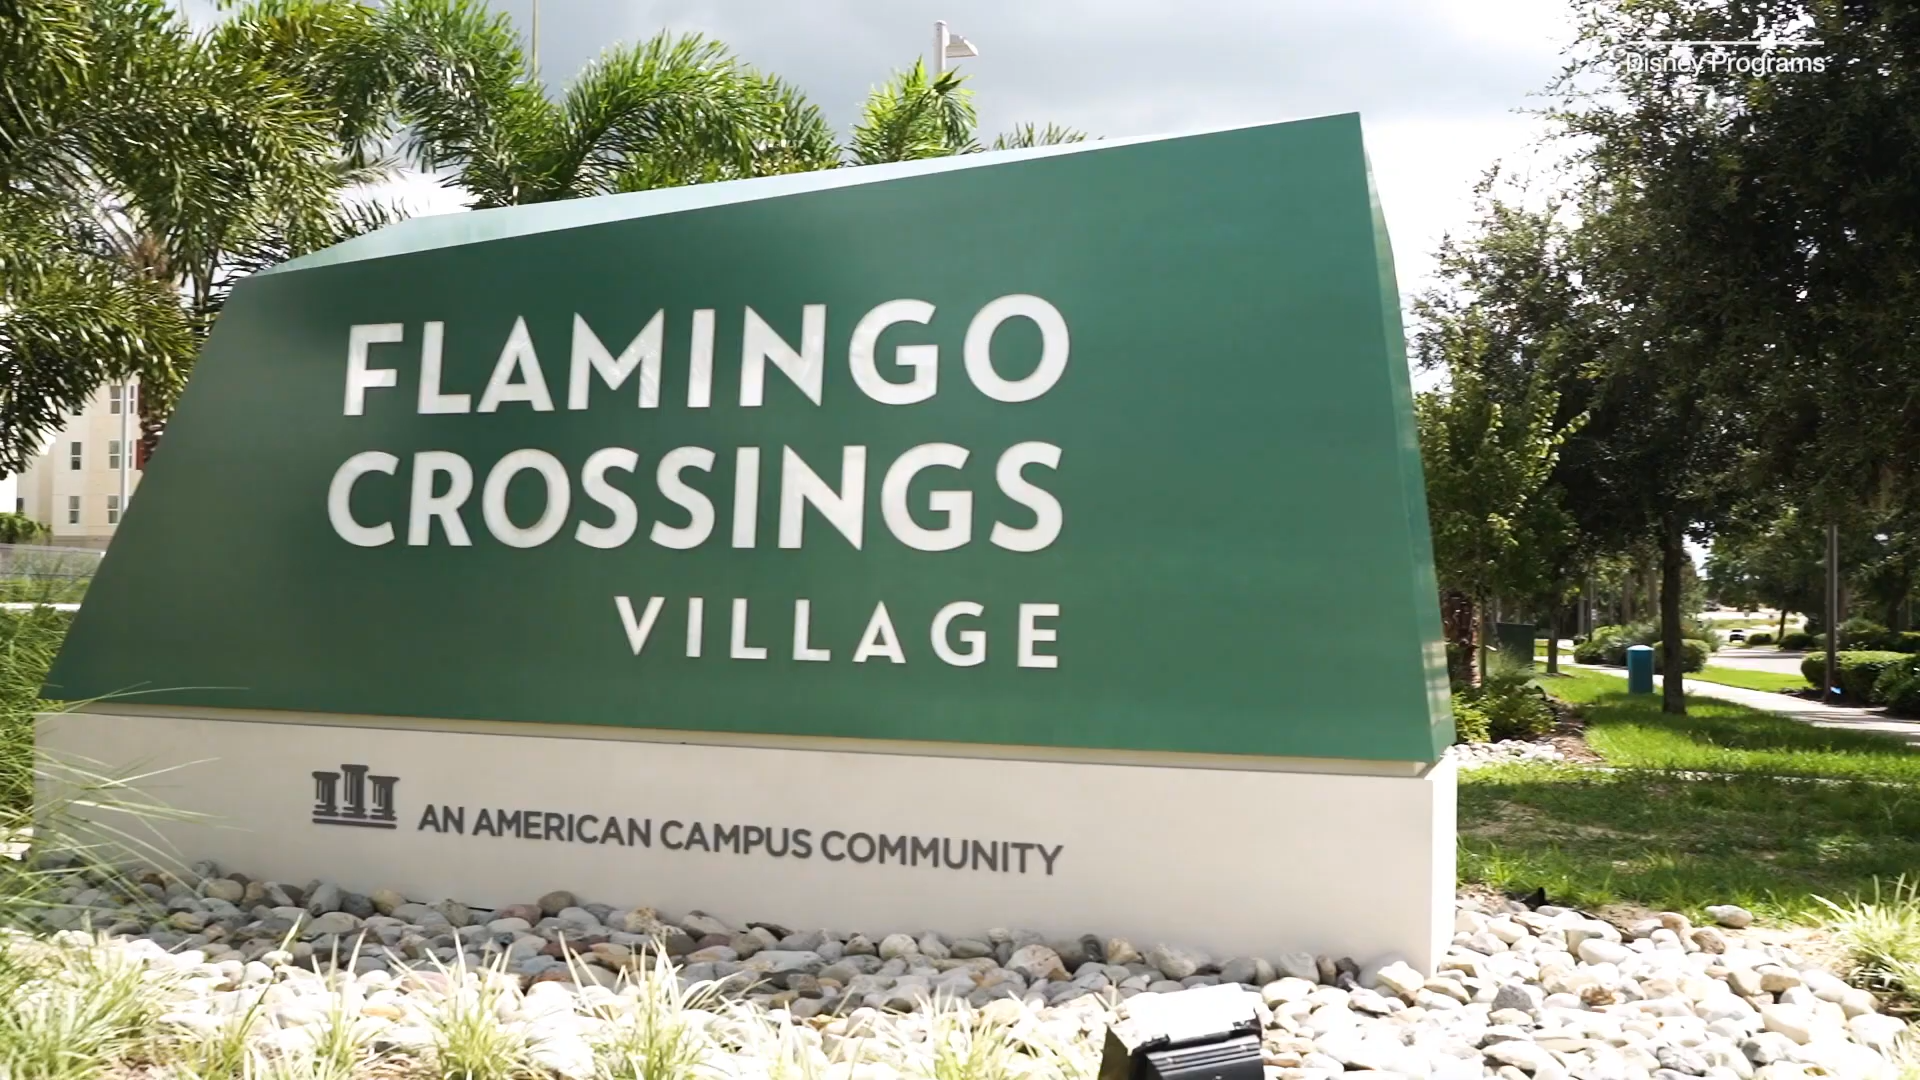 Disney Programs
FLAMINGO
CROSSINGS
VILLAGE
AN AMERICAN CAMPUS COMMUNITY